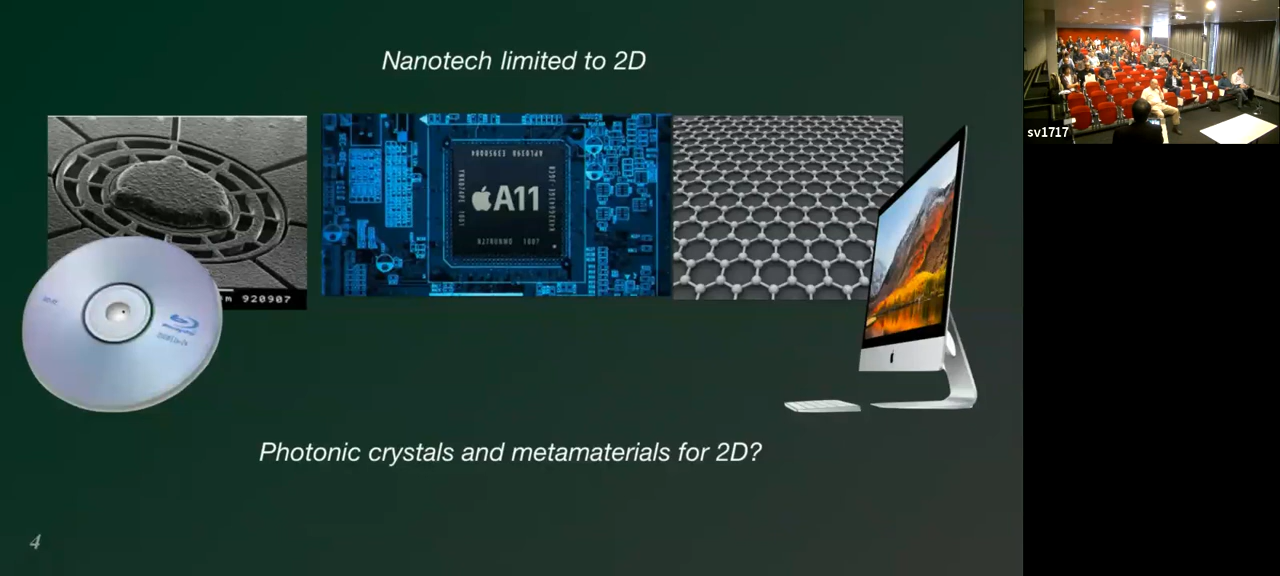 Nanotech limited to 2D
sv1717
A11
m 920907
Photonic crystals and metamaterials for 2D?
4